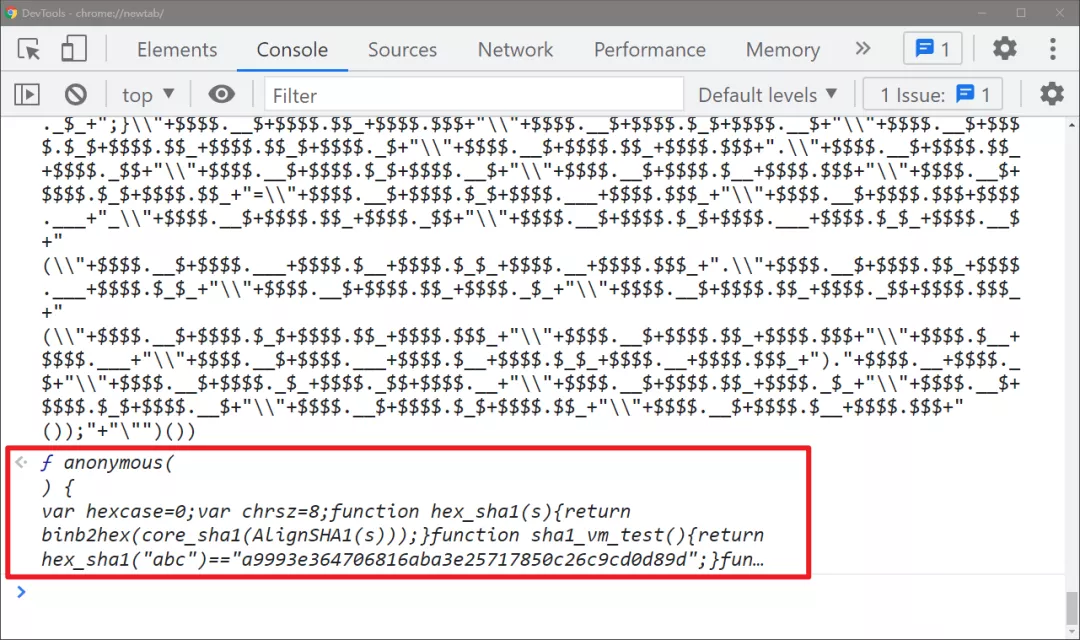 DevTools - chrome://newtab/
Elements Console Sources Network Performance Memory » 1
top ▼ Filter Default levels ▼ 1 Issue: 1
._$_+";}\\"+$$$$.__$+$$$$.$$_+$$$$.$$$+"\\"+$$$$.__$+$$$$.$_$+$$$$.__$+"\\"+$$$$.__$+$$$
$.$_$+$$$$.$$_+$$$$.$$_$+$$$$._$+"\\"+$$$$.__$+$$$$.$$_+$$$$.$$$+".\\"+$$$$.__$+$$$$.$$_
+$$$$._$$+"\\"+$$$$.__$+$$$$.$_$+$$$$.__$+"\\"+$$$$.__$+$$$$.$__+$$$$.$$$+"\\"+$$$$.__$+
$$$$.$_$+$$$$.$$_+"=\\"+$$$$.__$+$$$$.$_$+$$$$.___+$$$$.$$$_+"\\"+$$$$.__$+$$$$.$$$+$$$$
.___+"_\\"+$$$$.__$+$$$$.$$_+$$$$._$$+"\\"+$$$$.__$+$$$$.$_$+$$$$.___+$$$$.$_$_+$$$$.__$
+"
(\\"+$$$$.__$+$$$$.___+$$$$.$__+$$$$.$_$_+$$$$.__+$$$$.$$$_+".\\"+$$$$.__$+$$$$.$$_+$$$$
.___+$$$$.$_$_+"\\"+$$$$.__$+$$$$.$$_+$$$$._$_+"\\"+$$$$.__$+$$$$.$$_+$$$$._$$+$$$$.$$$_
+"
(\\"+$$$$.__$+$$$$.$_$+$$$$.$$_+$$$$.$$$_+"\\"+$$$$.__$+$$$$.$$_+$$$$.$$$+"\\"+$$$$.$__+
$$$$.___+"\\"+$$$$.__$+$$$$.___+$$$$.$__+$$$$.$_$_+$$$$.__+$$$$.$$$_+")."+$$$$.__+$$$$._
$+"\\"+$$$$.__$+$$$$._$_+$$$$._$$+$$$$.__+"\\"+$$$$.__$+$$$$.$$_+$$$$._$_+"\\"+$$$$.__$+
$$$$.$_$+$$$$.__$+"\\"+$$$$.__$+$$$$.$_$+$$$$.$$_+"\\"+$$$$.__$+$$$$.$__+$$$$.$$$+"
());"+"\"")())
ƒ anonymous(
) {
var hexcase=0;var chrsz=8;function hex_sha1(s){return
binb2hex(core_sha1(AlignSHA1(s)));}function sha1_vm_test(){return
hex_sha1("abc")=="a9993e364706816aba3e25717850c26c9cd0d89d";}fun…